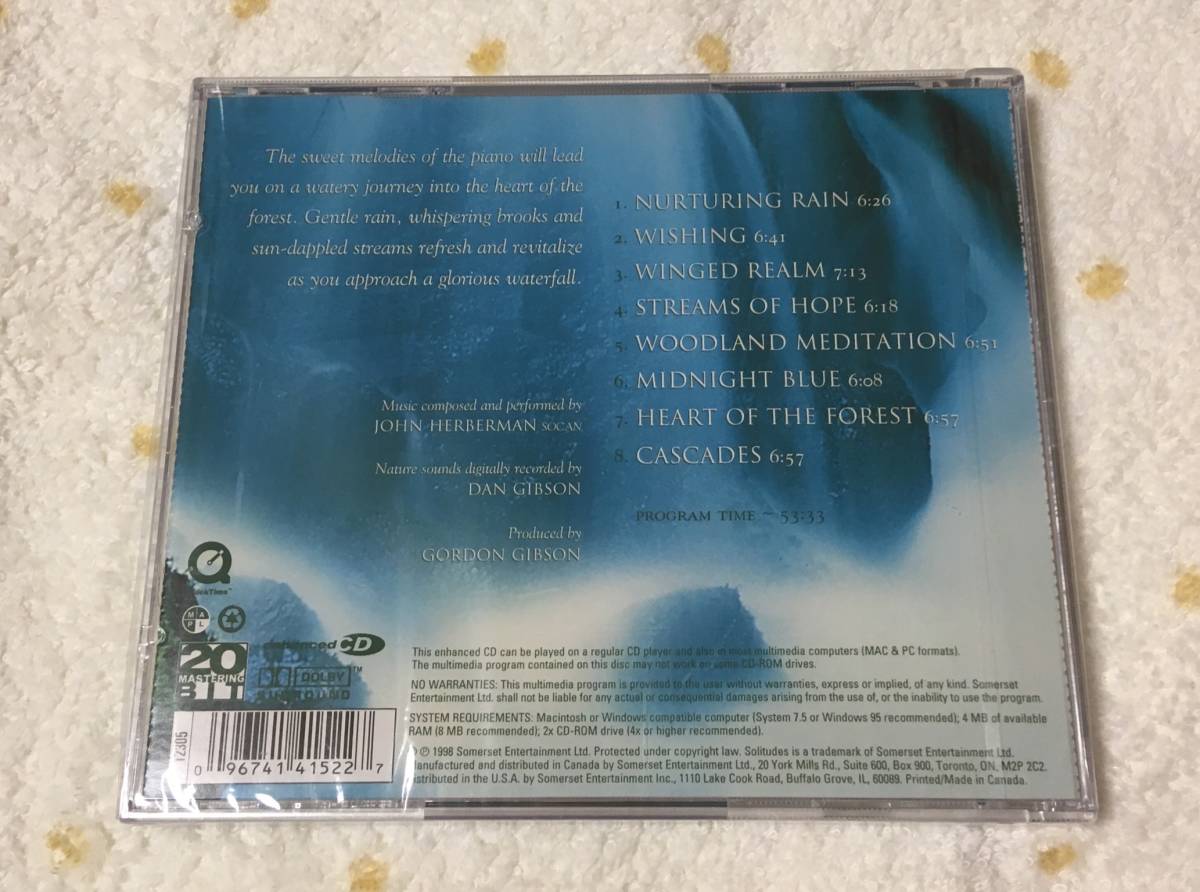 The sweet melodies of the piano will lead
you on a watery journey into the heart of the
forest. Gentle rain, whispering brooks and
sun-dappled streams refresh and revitalize
as you approach a glorious waterfall.
Music composed and performed by
JOHN HERBERMAN SOCAN
Nature sounds digitally recorded by
DAN GIBSON
Produced by
GORDON GIBSON
1. NURTURING RAIN 6:26
2. WISHING 6:41
3. WINGED REALM 7:13
4. STREAMS OF HOPE 6:18
5. WOODLAND MEDITATION 6:51
6. MIDNIGHT BLUE 6:08
7. HEART OF THE FOREST 6:57
8. CASCADES 6:57
PROGRAM TIME ~ 53:33
M A
P L
20
MASTERING
BIT
enhanced CD
DOLBY
SURROUND
TM
12305
0 96741 41522 7
This enhanced CD can be played on a regular CD player and also in most multimedia computers (MAC & PC formats).
The multimedia program contained on this disc may not work on some CD-ROM drives.
NO WARRANTIES: This multimedia program is provided to the user without warranties, express or implied, of any kind. Somerset
Entertainment Ltd. shall not be liable for any actual or consequential damages arising from the use of, or the inability to use the program.
SYSTEM REQUIREMENTS: Macintosh or Windows compatible computer (System 7.5 or Windows 95 recommended); 4 MB of available
RAM (8 MB recommended); 2x CD-ROM drive (4x or higher recommended).
© ℗ 1998 Somerset Entertainment Ltd. Protected under copyright law. Solitudes is a trademark of Somerset Entertainment Ltd.
Manufactured and distributed in Canada by Somerset Entertainment Ltd., 20 York Mills Rd., Suite 600, Box 900, Toronto, ON, M2P 2C2.
Distributed in the U.S.A. by Somerset Entertainment Inc., 1110 Lake Cook Road, Buffalo Grove, IL, 60089. Printed/Made in Canada.